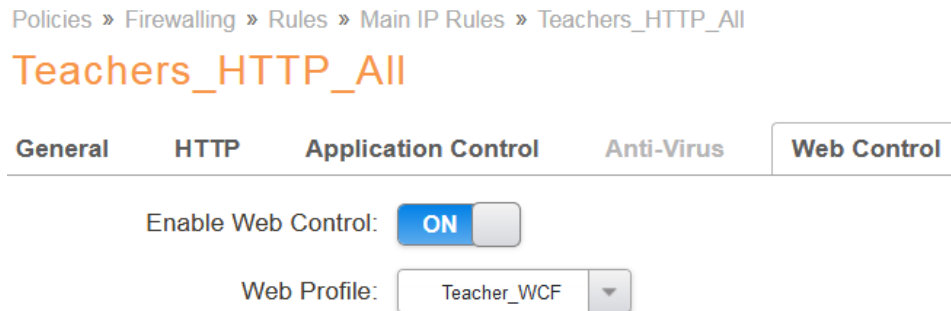 Policies » Firewalling » Rules » Main IP Rules » Teachers_HTTP_All
Teachers_HTTP_All
General HTTP Application Control Anti-Virus Web Control
Enable Web Control: ON
Web Profile: Teacher_WCF